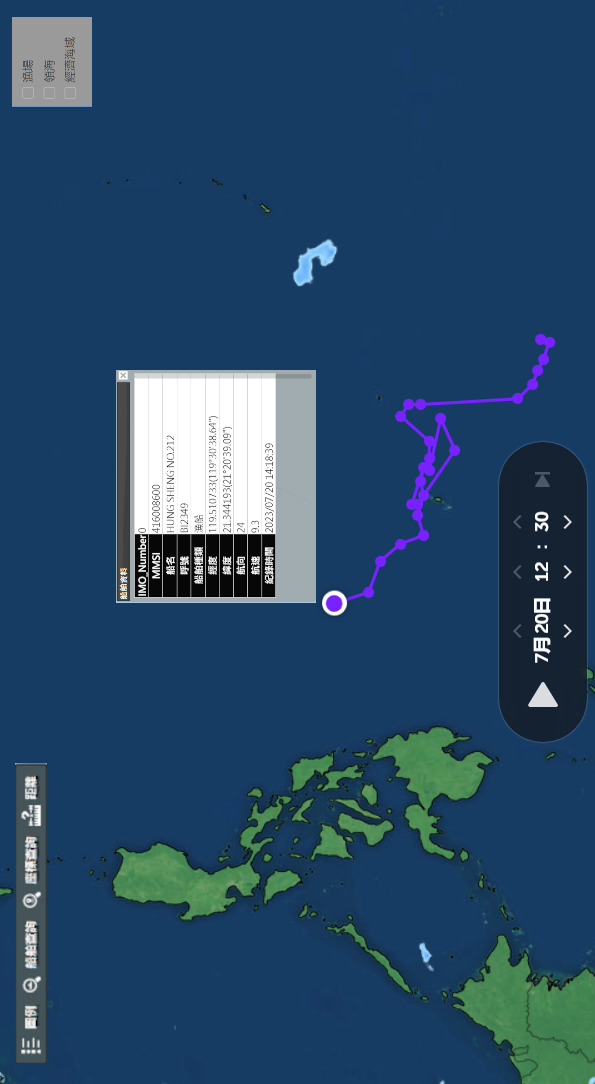 圖例 船舶查詢 座標查詢 距離
漁場
領海
經濟海域
船舶資料
IMO_Number 0
MMSI 416008600
船名 HUNG SHENG NO.212
呼號 BI2349
船舶種類 漁船
經度 119.510733(119°30'38.64")
緯度 21.344193(21°20'39.09")
航向 24
航速 9.3
紀錄時間 2023/07/20 14:18:39
7月20日 12 : 30